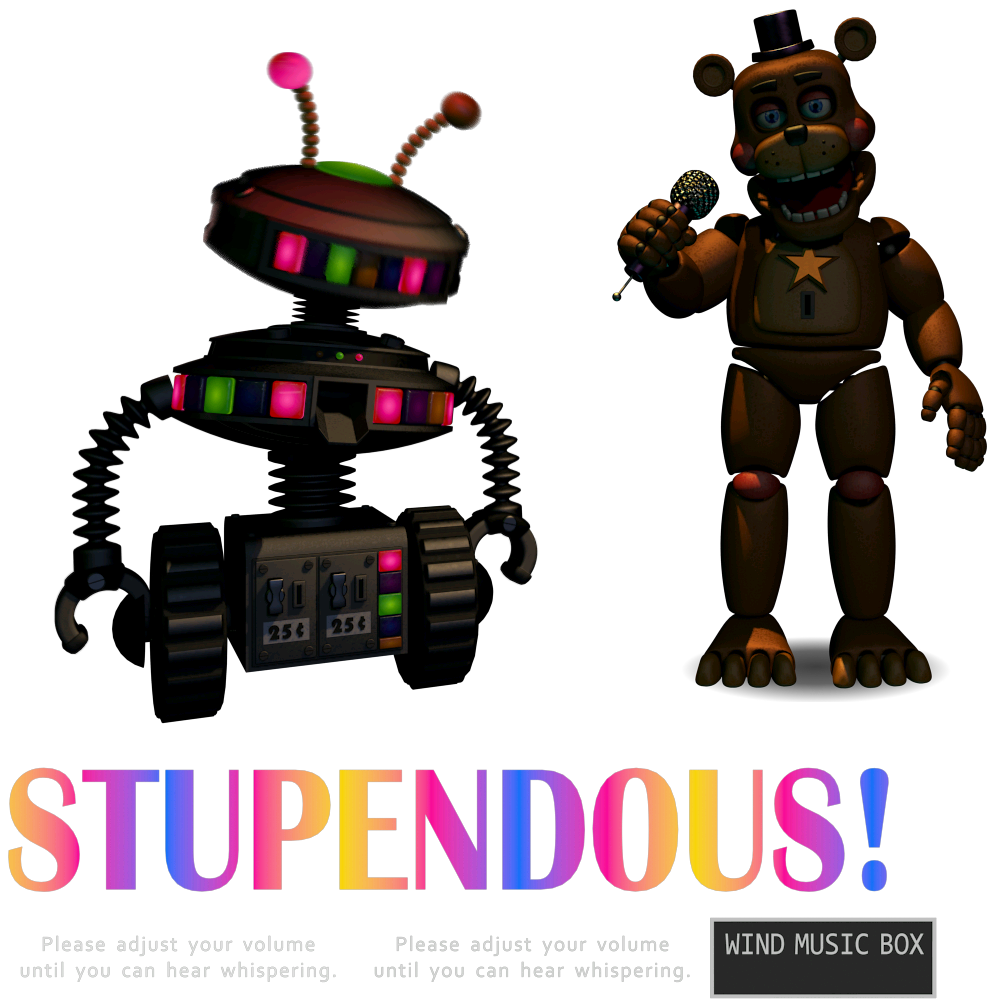 25¢ 25¢
STUPENDOUS!
Please adjust your volume
until you can hear whispering.
Please adjust your volume
until you can hear whispering.
WIND MUSIC BOX